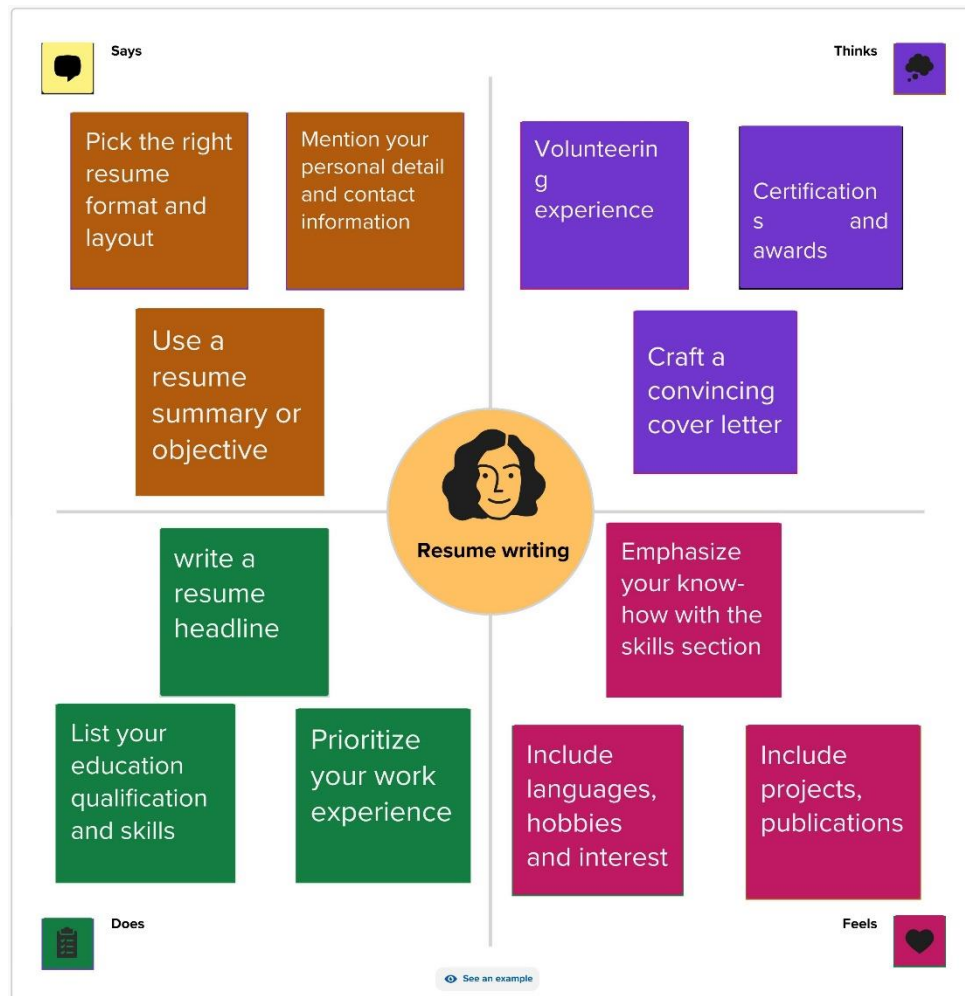 Says
Thinks
Pick the right
resume
format and
layout
Mention your
personal detail
and contact
information
Volunteerin
g
experience
Certification
s and
awards
Use a
resume
summary or
objective
Craft a
convincing
cover letter
Resume writing
write a
resume
headline
Emphasize
your know-
how with the
skills section
List your
education
qualification
and skills
Prioritize
your work
experience
Include
languages,
hobbies
and interest
Include
projects,
publications
Does
Feels
See an example